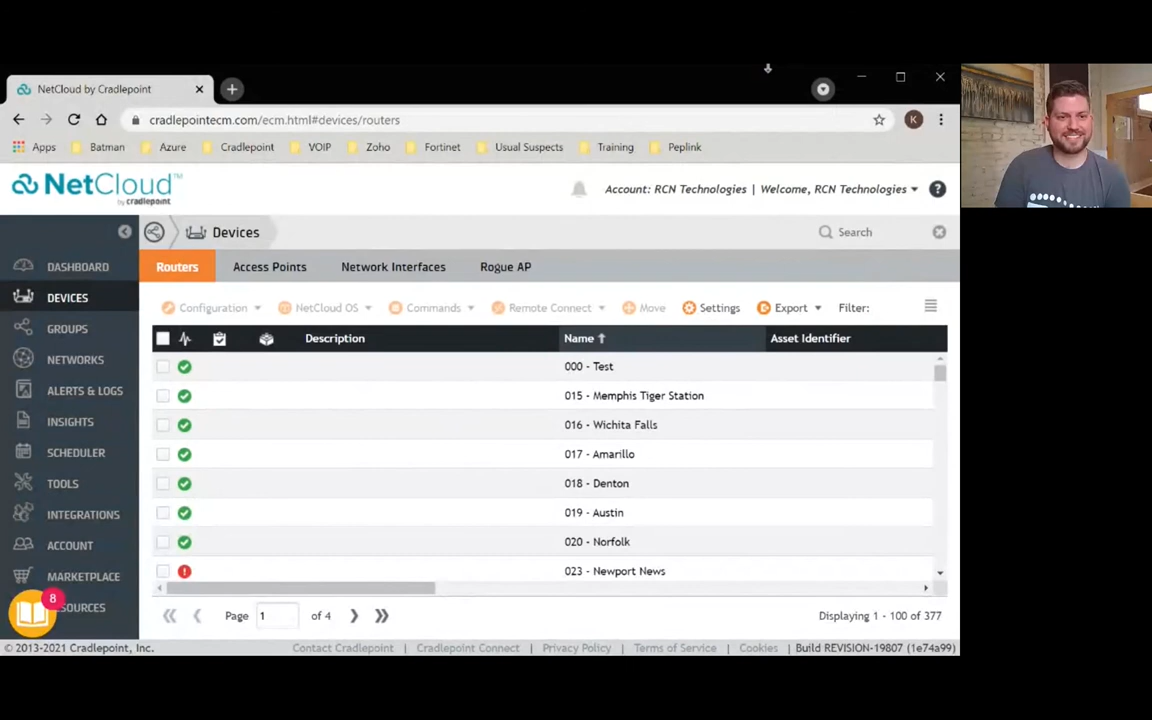 NetCloud by Cradlepoint
cradlepointecm.com/ecm.html#devices/routers
K
Apps Batman Azure Cradlepoint VOIP Zoho Fortinet Usual Suspects Training Peplink
NetCloud™
by cradlepoint
Account: RCN Technologies | Welcome, RCN Technologies
?
Devices
Search
DASHBOARD
DEVICES
GROUPS
NETWORKS
ALERTS & LOGS
INSIGHTS
SCHEDULER
TOOLS
INTEGRATIONS
ACCOUNT
MARKETPLACE
8
ESOURCES
Routers Access Points Network Interfaces Rogue AP
Configuration NetCloud OS Commands Remote Connect Move Settings Export Filter:
Description Name Asset Identifier
000 - Test
015 - Memphis Tiger Station
016 - Wichita Falls
017 - Amarillo
018 - Denton
019 - Austin
020 - Norfolk
023 - Newport News
Page 1 of 4
Displaying 1 - 100 of 377
© 2013-2021 Cradlepoint, Inc. Contact Cradlepoint | Cradlepoint Connect | Privacy Policy | Terms of Service | Cookies | Build REVISION-19807 (1e74a99)